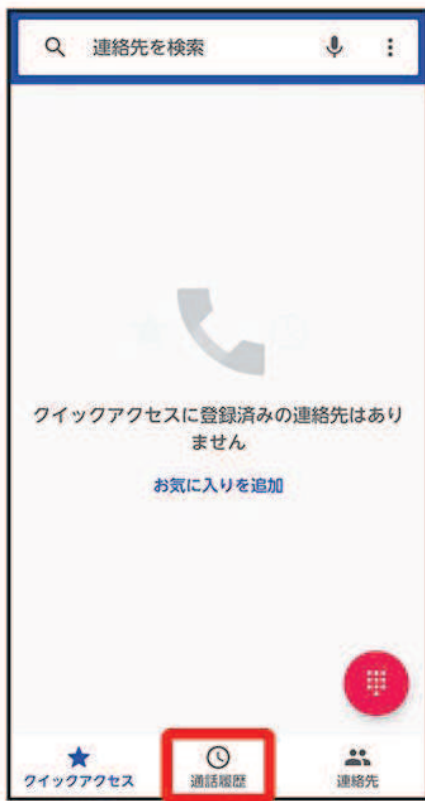 連絡先を検索
クイックアクセスに登録済みの連絡先はあり
ません
お気に入りを追加
クイックアクセス
通話履歴
連絡先